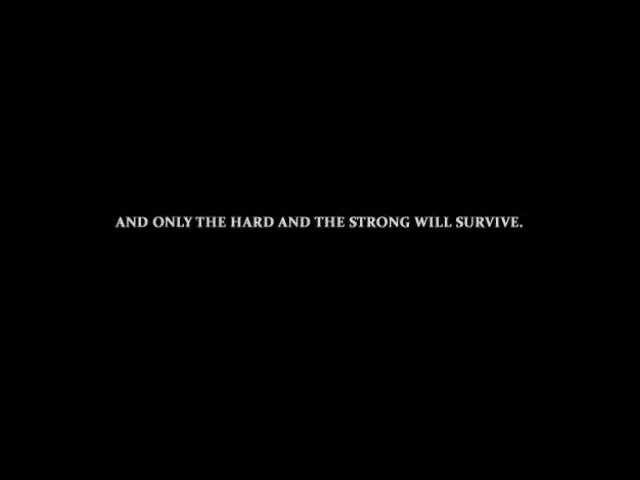 AND ONLY THE HARD AND THE STRONG WILL SURVIVE.